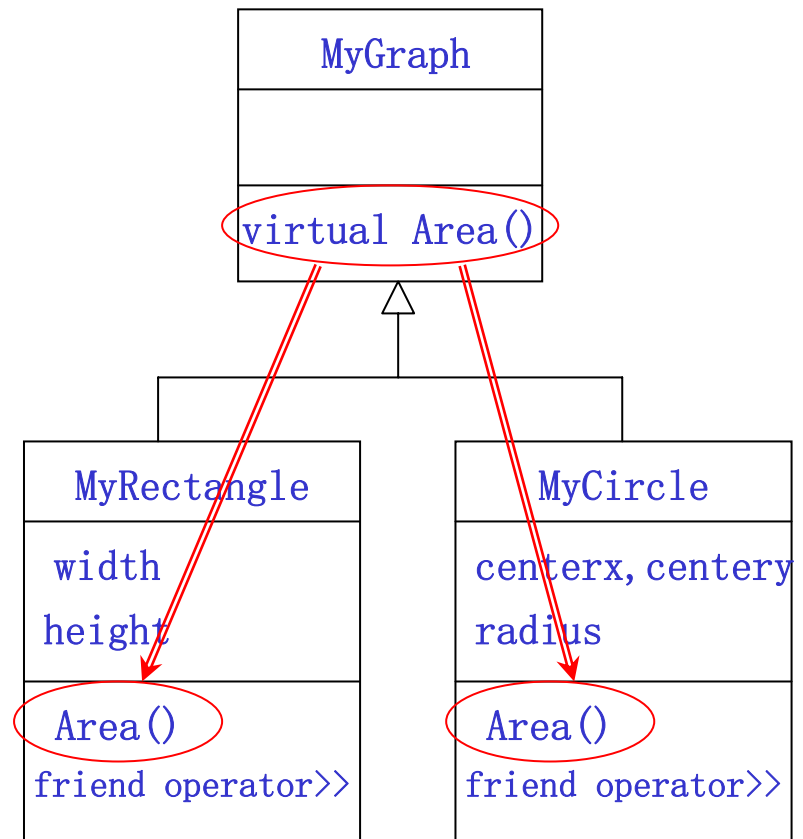 MyGraph
virtual Area()
MyRectangle
width
height
Area()
friend operator>>
MyCircle
centerx,centery
radius
Area()
friend operator>>